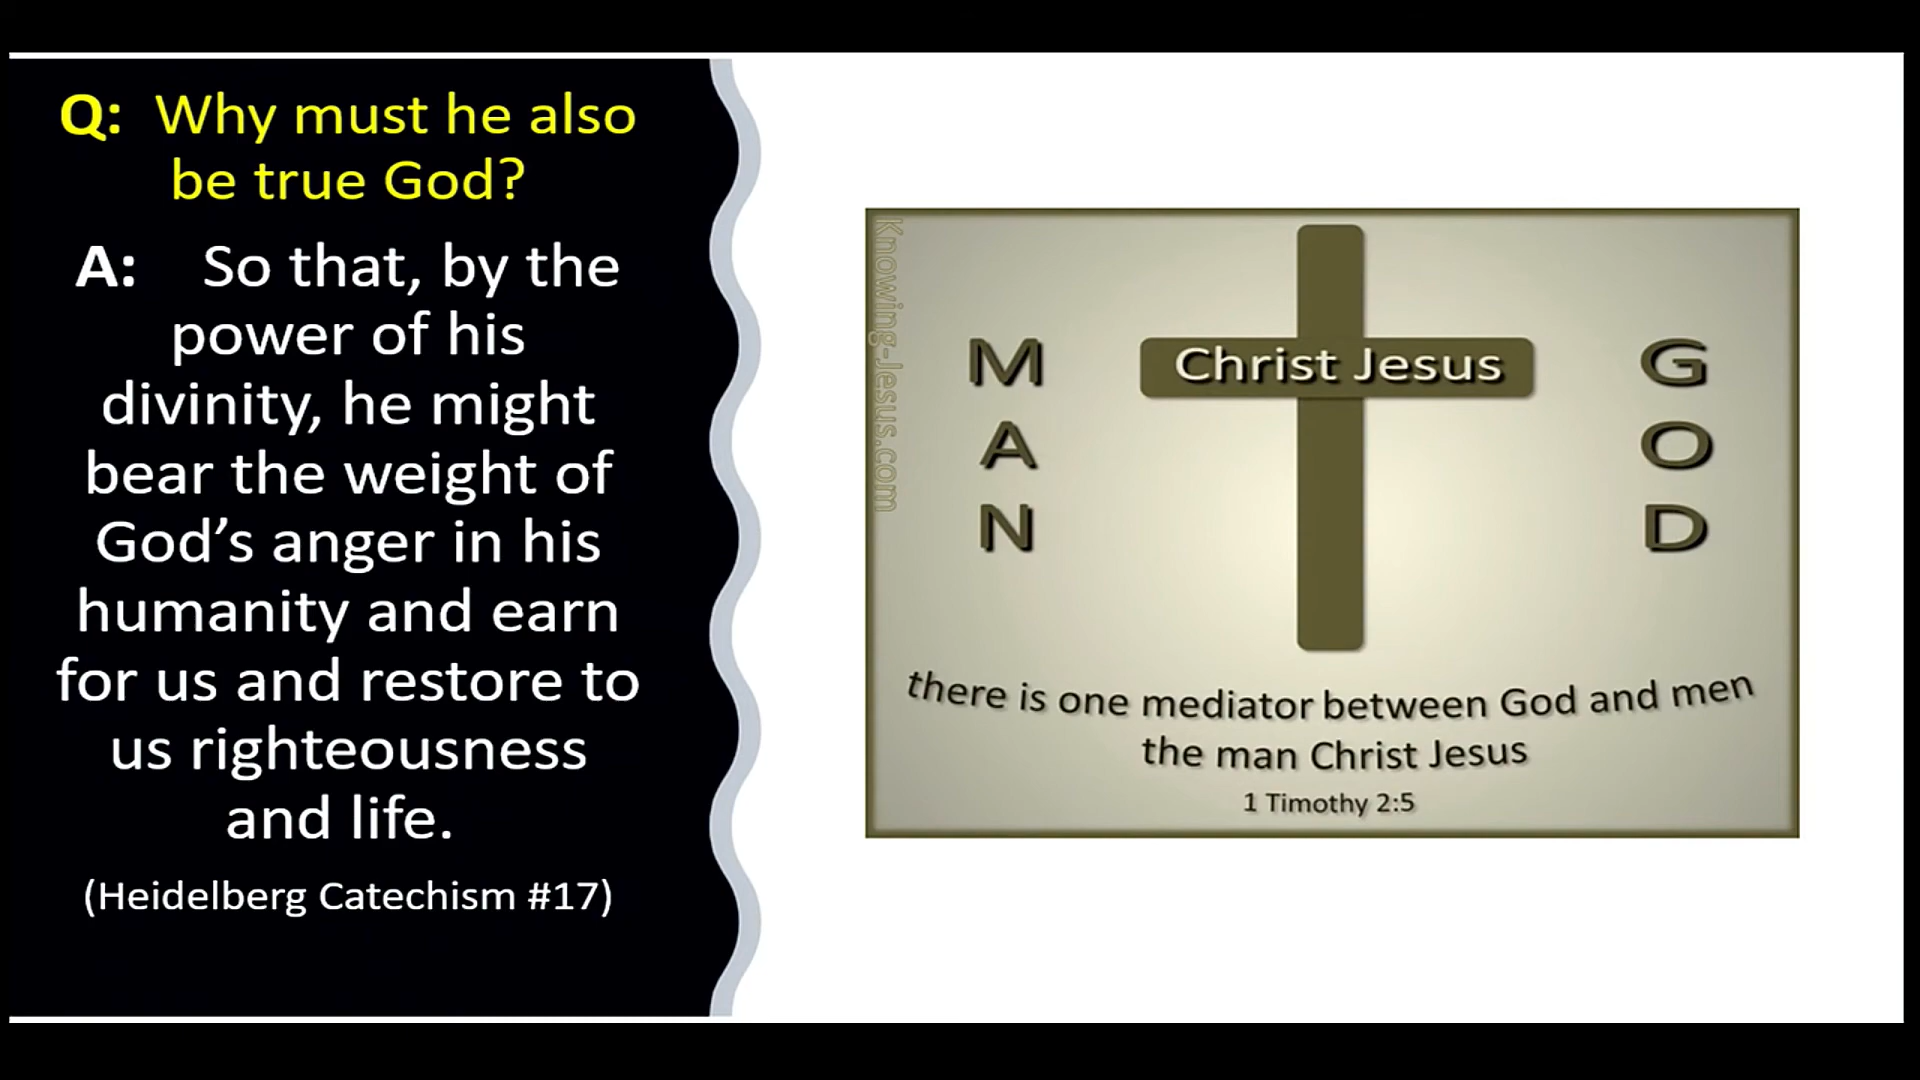 Q: Why must he also
be true God?
A: So that, by the
power of his
divinity, he might
bear the weight of
God’s anger in his
humanity and earn
for us and restore to
us righteousness
and life.
(Heidelberg Catechism #17)
Knowing-Jesus.com
MAN
Christ Jesus
GOD
there is one mediator between God and men
the man Christ Jesus
1 Timothy 2:5